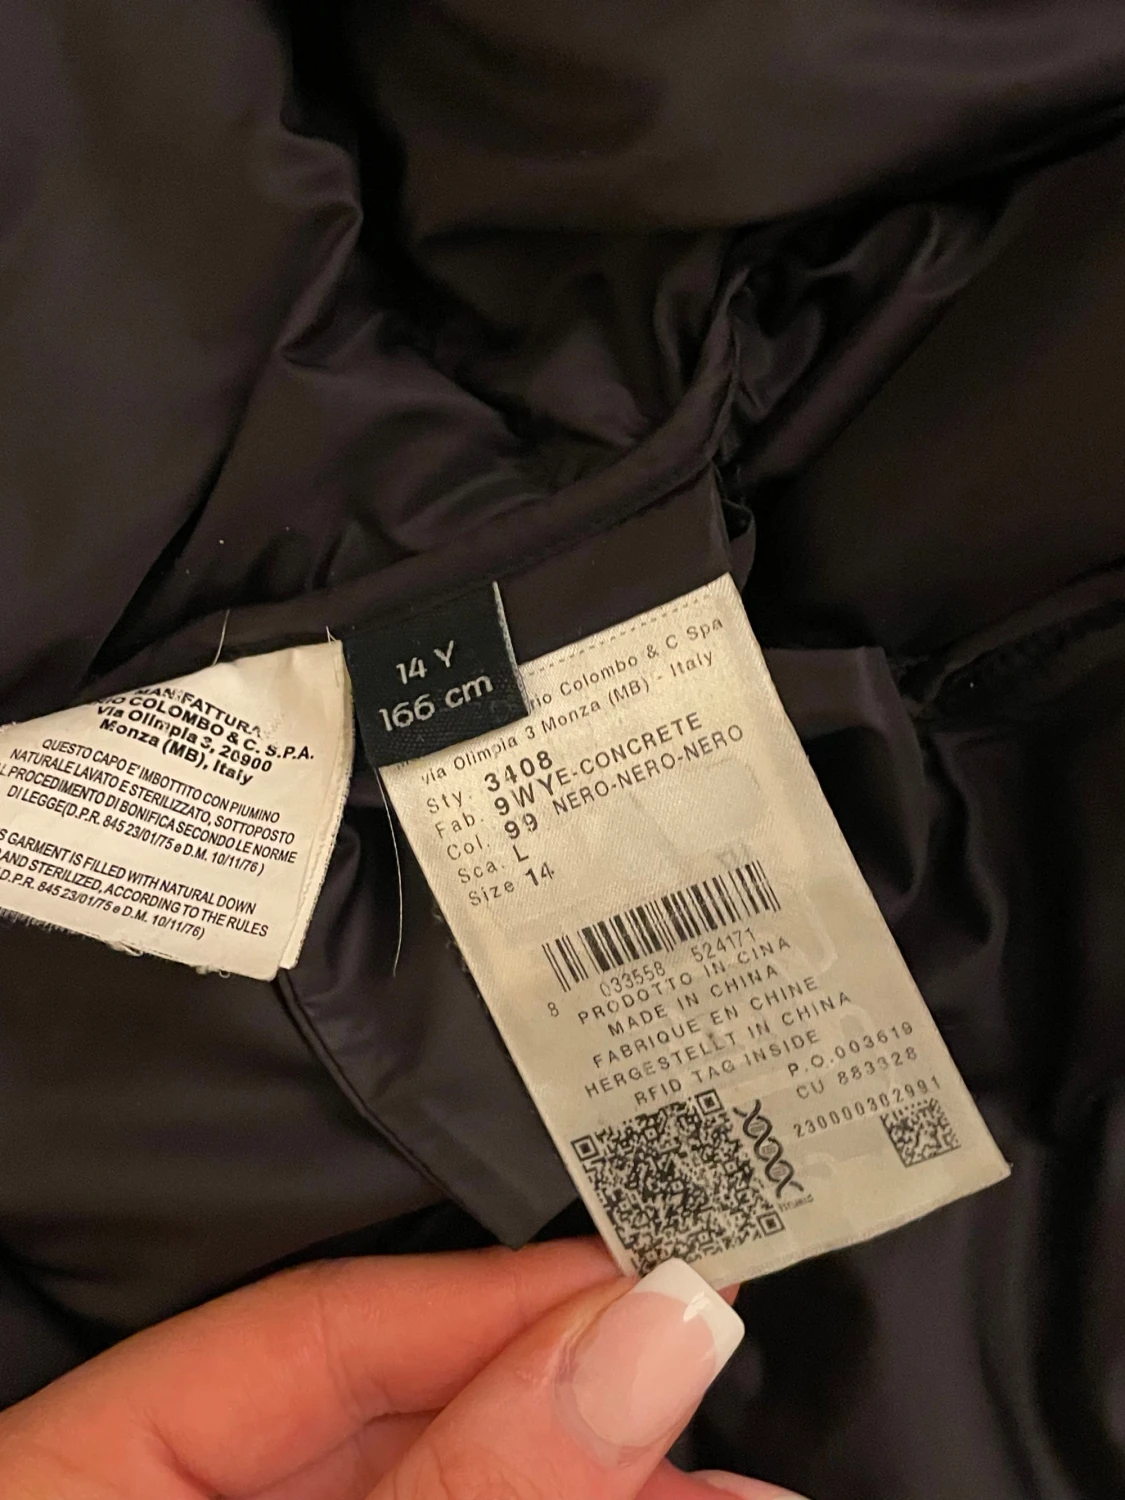 MANIFATTURA
IO COLOMBO & C. S.P.A.
Via Olimpia 3, 20900
Monza (MB), Italy
QUESTO CAPO E' IMBOTTITO CON PIUMINO
NATURALE LAVATO E STERILIZZATO, SOTTOPOSTO
L PROCEDIMENTO DI BONIFICA SECONDO LE NORME
DI LEGGE(D.P.R. 845 23/01/75 e D.M. 10/11/76)
S GARMENT IS FILLED WITH NATURAL DOWN
AND STERILIZED, ACCORDING TO THE RULES
D.P.R. 845 23/01/75 e D.M. 10/11/76)
14 Y
166 cm
rio Colombo & C Spa
via Olimpia 3 Monza (MB) - Italy
Sty. 3408
Fab. 9WYE-CONCRETE
Col. 99 NERO-NERO-NERO
Sca. L
Size 14
8 033558 524171
PRODOTTO IN CINA
MADE IN CHINA
FABRIQUE EN CHINE
HERGESTELLT IN CHINA
RFID TAG INSIDE
P.O.003619
CU 883328
230000302991